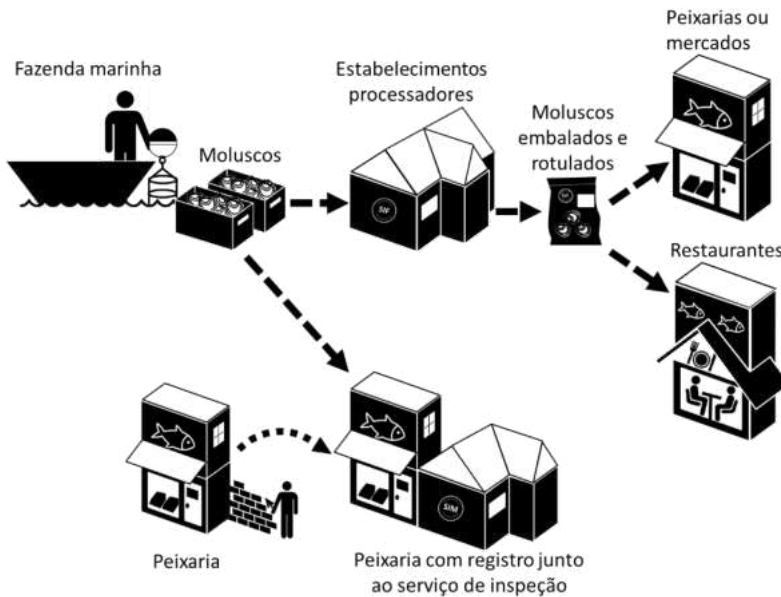 Fazenda marinha
Moluscos
Estabelecimentos
processadores
SIF
Moluscos
embalados e
rotulados
Peixarias ou
mercados
Restaurantes
Peixaria
SIM
Peixaria com registro junto
ao serviço de inspeção